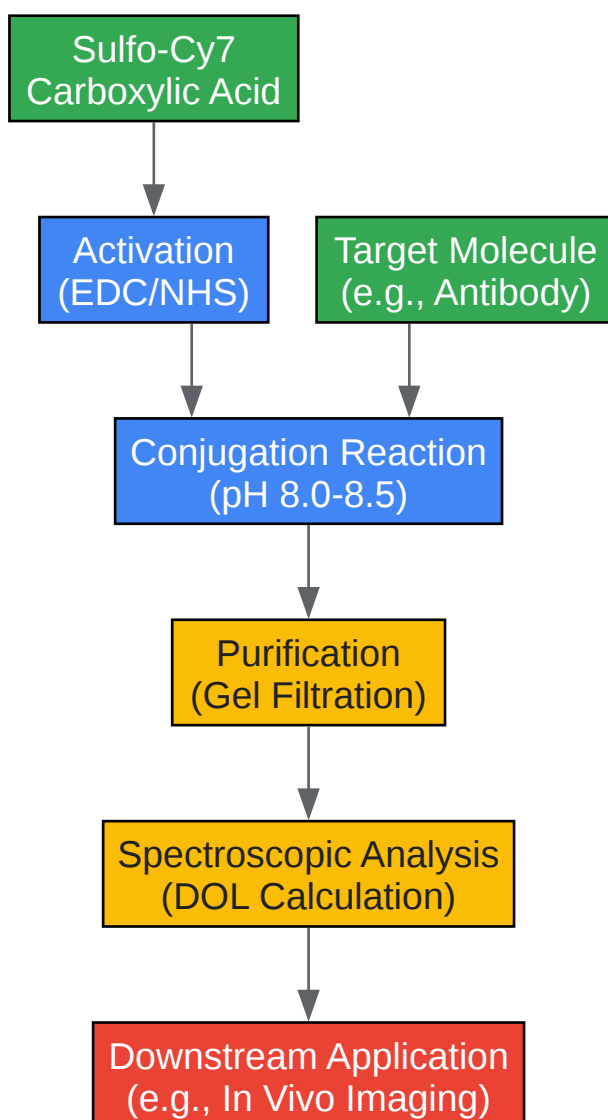 Sulfo-Cy7
Carboxylic Acid
Activation
(EDC/NHS)
Target Molecule
(e.g., Antibody)
Conjugation Reaction
(pH 8.0-8.5)
Purification
(Gel Filtration)
Spectroscopic Analysis
(DOL Calculation)
Downstream Application
(e.g., In Vivo Imaging)